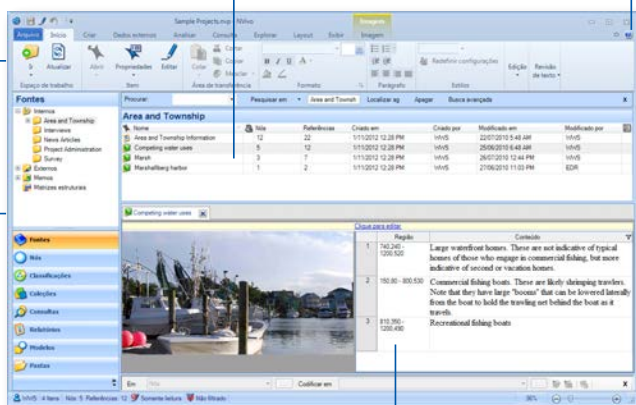 Sample Projects.nvp - NVivo
Imagem
Arquivo Início Criar Dados externos Analisar Consulta Explorar Layout Exibir Imagem
Ir Atualizar Abrir Propriedades Editar Colar
Cortar
Copiar
Mesclar
Redefinir configurações
Edição Revisão de texto
Espaço de trabalho Item Área de transferência Formato Parágrafo Estilos
Fontes
Internos
Area and Township
Interviews
News Articles
Project Administration
Survey
Externos
Memos
Matrizes estruturais
Procurar: Pesquisar em Area and Townsh Localizar ag Apagar Busca avançada
Area and Township
Nome Nós Referências Criado em Criado por Modificado em Modificado por
Area and Township Information 12 22 1/11/2012 12:28 PM WWS 22/07/2010 5:48 AM WWS
Competing water uses 5 12 1/11/2012 12:28 PM WWS 25/06/2010 6:48 AM WWS
Marsh 3 7 1/11/2012 12:28 PM WWS 26/07/2010 12:44 PM WWS
Marshallberg harbor 1 2 1/11/2012 12:28 PM WWS 27/06/2010 11:03 PM EDR
Competing water uses
Clique para editar
Região Conteúdo
1 740,240 - 1200,520 Large waterfront homes. These are not indicative of typical
homes of those who engage in commercial fishing, but more
indicative of second or vacation homes.
2 150,80 - 800,530 Commercial fishing boats. These are likely shrimping trawlers.
Note that they have large "booms" that can be lowered laterally
from the boat to hold the trawling net behind the boat as it
travels.
3 810,350 - 1200,490 Recreational fishing boats
Fontes
Nós
Classificações
Coleções
Consultas
Relatórios
Modelos
Pastas
Em Nós Codificar em
WWS 4 Itens Nós: 5 Referências: 12 Somente leitura Não filtrado